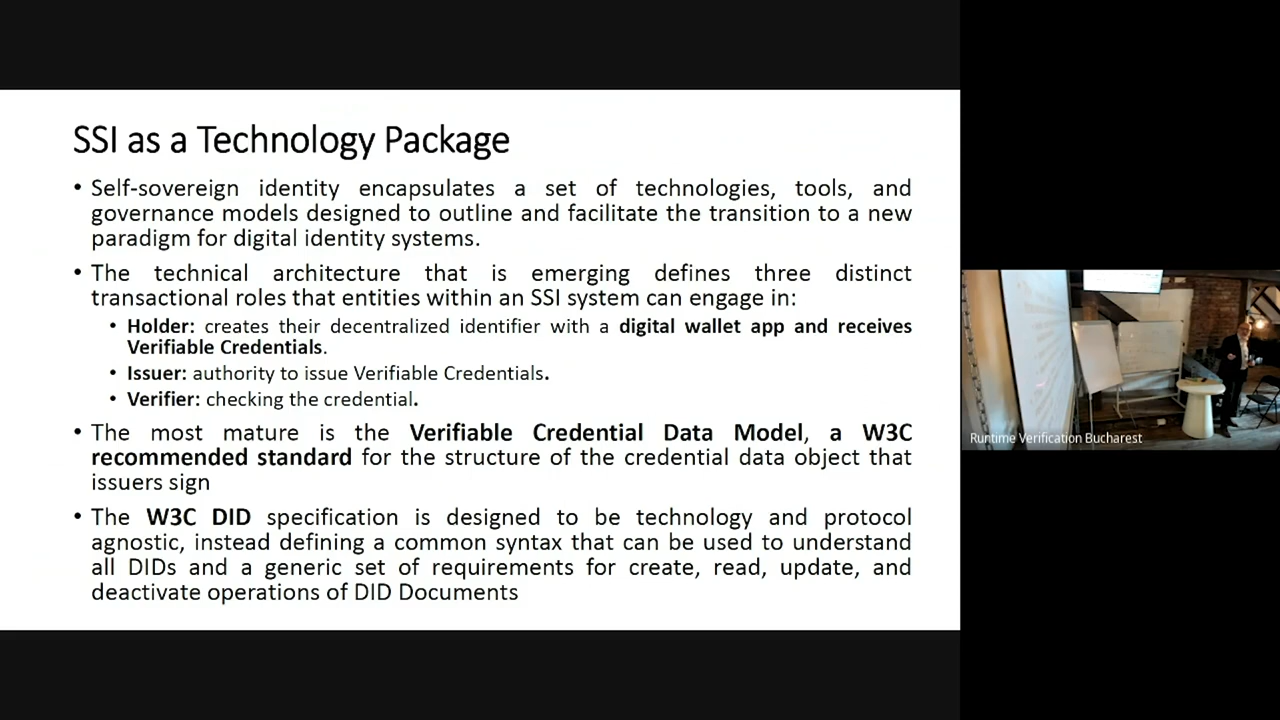 SSI as a Technology Package
• Self-sovereign identity encapsulates a set of technologies, tools, and
governance models designed to outline and facilitate the transition to a new
paradigm for digital identity systems.
• The technical architecture that is emerging defines three distinct
transactional roles that entities within an SSI system can engage in:
• Holder: creates their decentralized identifier with a digital wallet app and receives
Verifiable Credentials.
• Issuer: authority to issue Verifiable Credentials.
• Verifier: checking the credential.
• The most mature is the Verifiable Credential Data Model, a W3C
recommended standard for the structure of the credential data object that
issuers sign
• The W3C DID specification is designed to be technology and protocol
agnostic, instead defining a common syntax that can be used to understand
all DIDs and a generic set of requirements for create, read, update, and
deactivate operations of DID Documents
Runtime Verification Bucharest